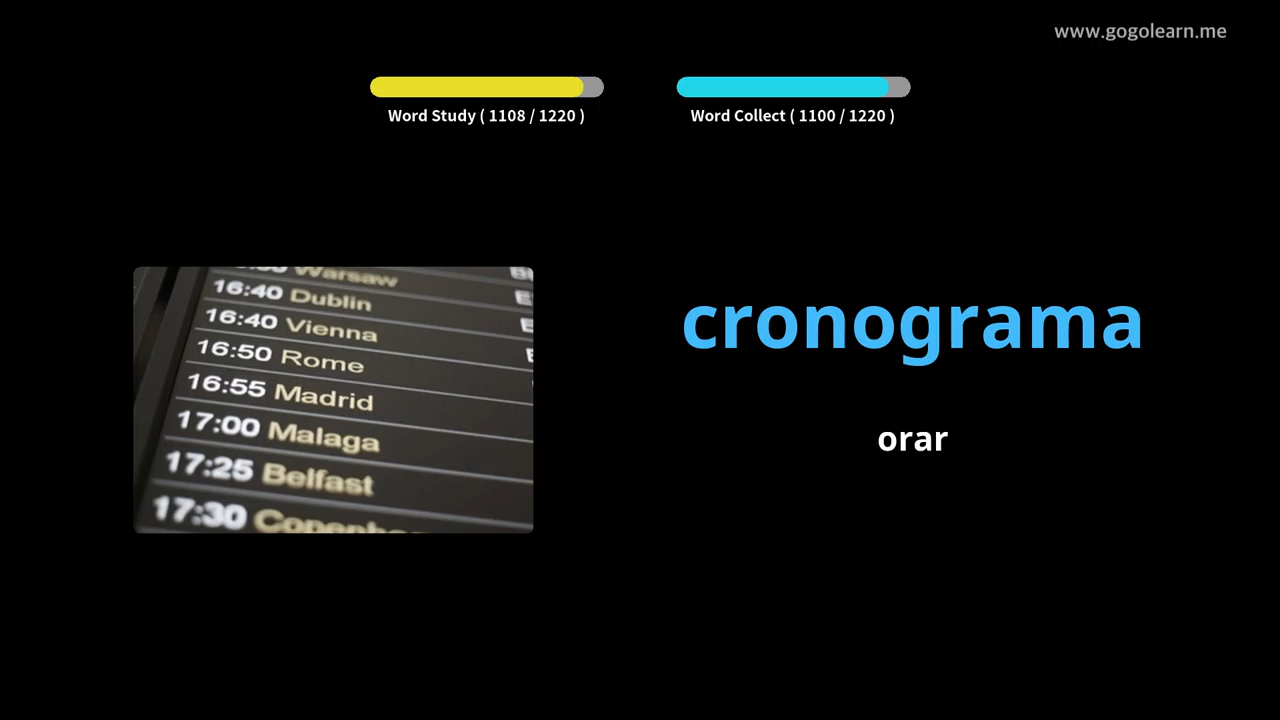 www.gogolearn.me
Word Study ( 1108 / 1220 )
Word Collect ( 1100 / 1220 )
Warsaw
16:40 Dublin
16:40 Vienna
16:50 Rome
16:55 Madrid
17:00 Malaga
17:25 Belfast
17:30
cronograma
orar